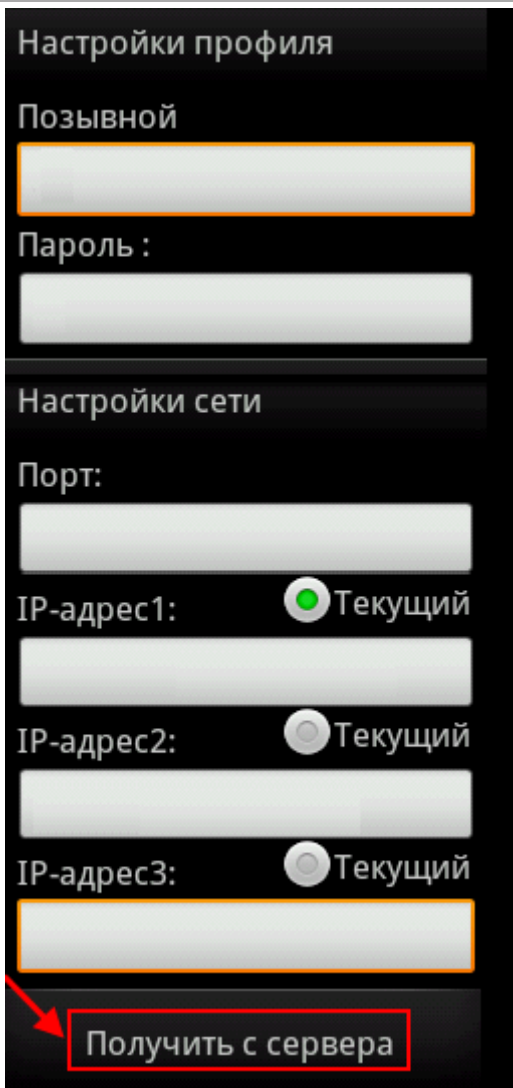 Настройки профиля
Позывной
Пароль :
Настройки сети
Порт:
IP-адрес1:
Текущий
IP-адрес2:
Текущий
IP-адрес3:
Текущий
Получить с сервера